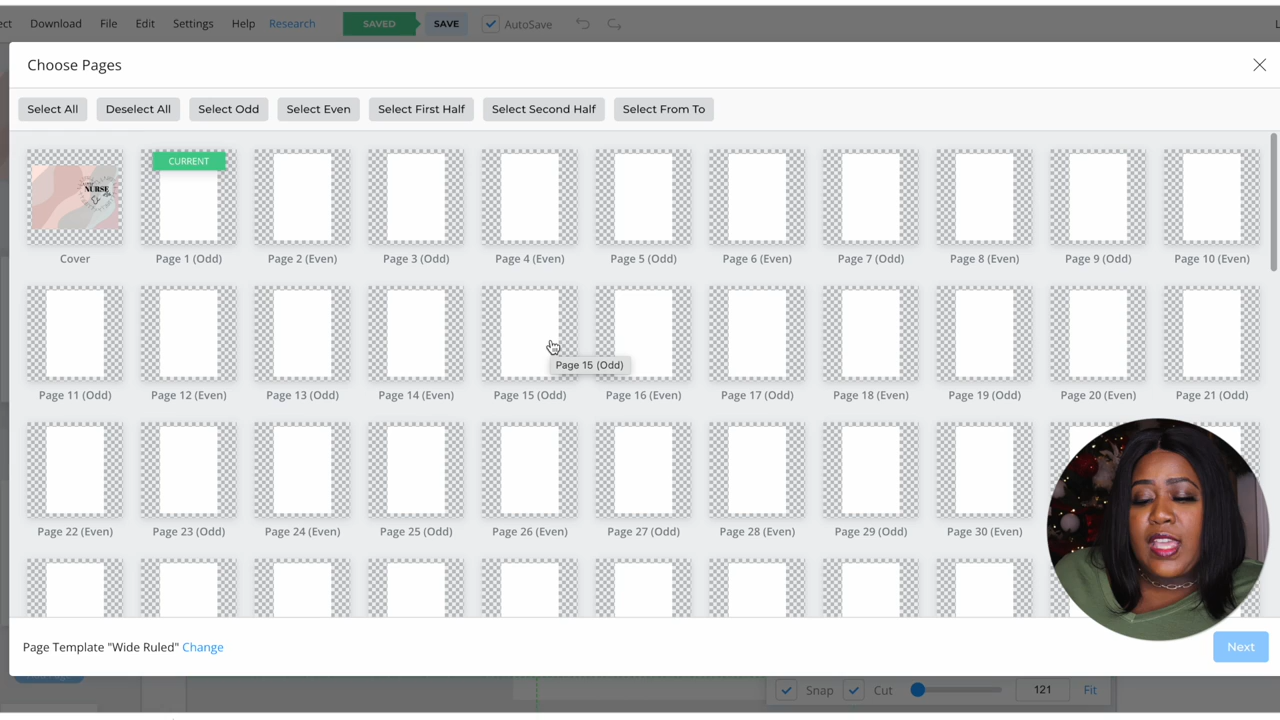 ect Download File Edit Settings Help Research SAVED SAVE AutoSave
Choose Pages
Select All Deselect All Select Odd Select Even Select First Half Select Second Half Select From To
CURRENT
NURSE
Cover Page 1 (Odd) Page 2 (Even) Page 3 (Odd) Page 4 (Even) Page 5 (Odd) Page 6 (Even) Page 7 (Odd) Page 8 (Even) Page 9 (Odd) Page 10 (Even)
Page 15 (Odd)
Page 11 (Odd) Page 12 (Even) Page 13 (Odd) Page 14 (Even) Page 15 (Odd) Page 16 (Even) Page 17 (Odd) Page 18 (Even) Page 19 (Odd) Page 20 (Even) Page 21 (Odd)
Page 22 (Even) Page 23 (Odd) Page 24 (Even) Page 25 (Odd) Page 26 (Even) Page 27 (Odd) Page 28 (Even) Page 29 (Odd) Page 30 (Even)
Page Template "Wide Ruled" Change Next
Snap Cut 121 Fit